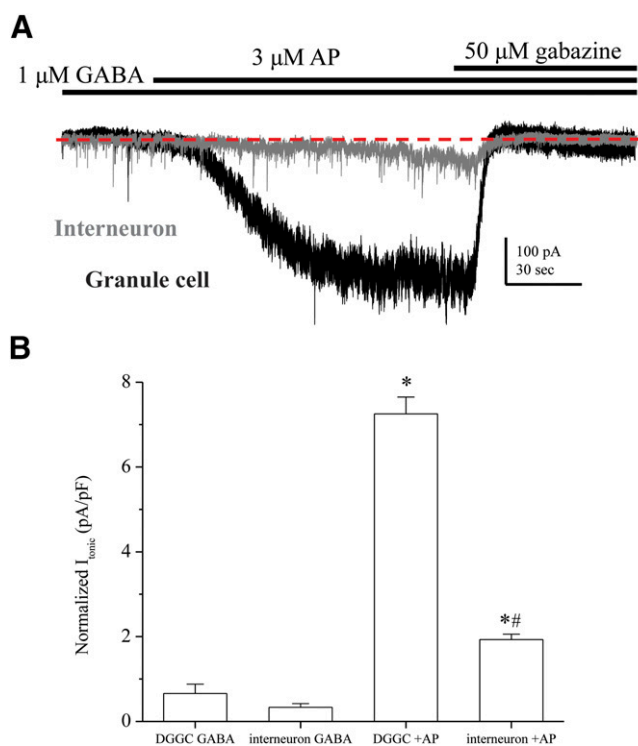 A
50 μM gabazine
3 μM AP
1 μM GABA
Interneuron
Granule cell
100 pA
30 sec
B
Normalized I_tonic (pA/pF)
8
6
4
2
0
*
*#
DGGC GABA
interneuron GABA
DGGC +AP
interneuron +AP